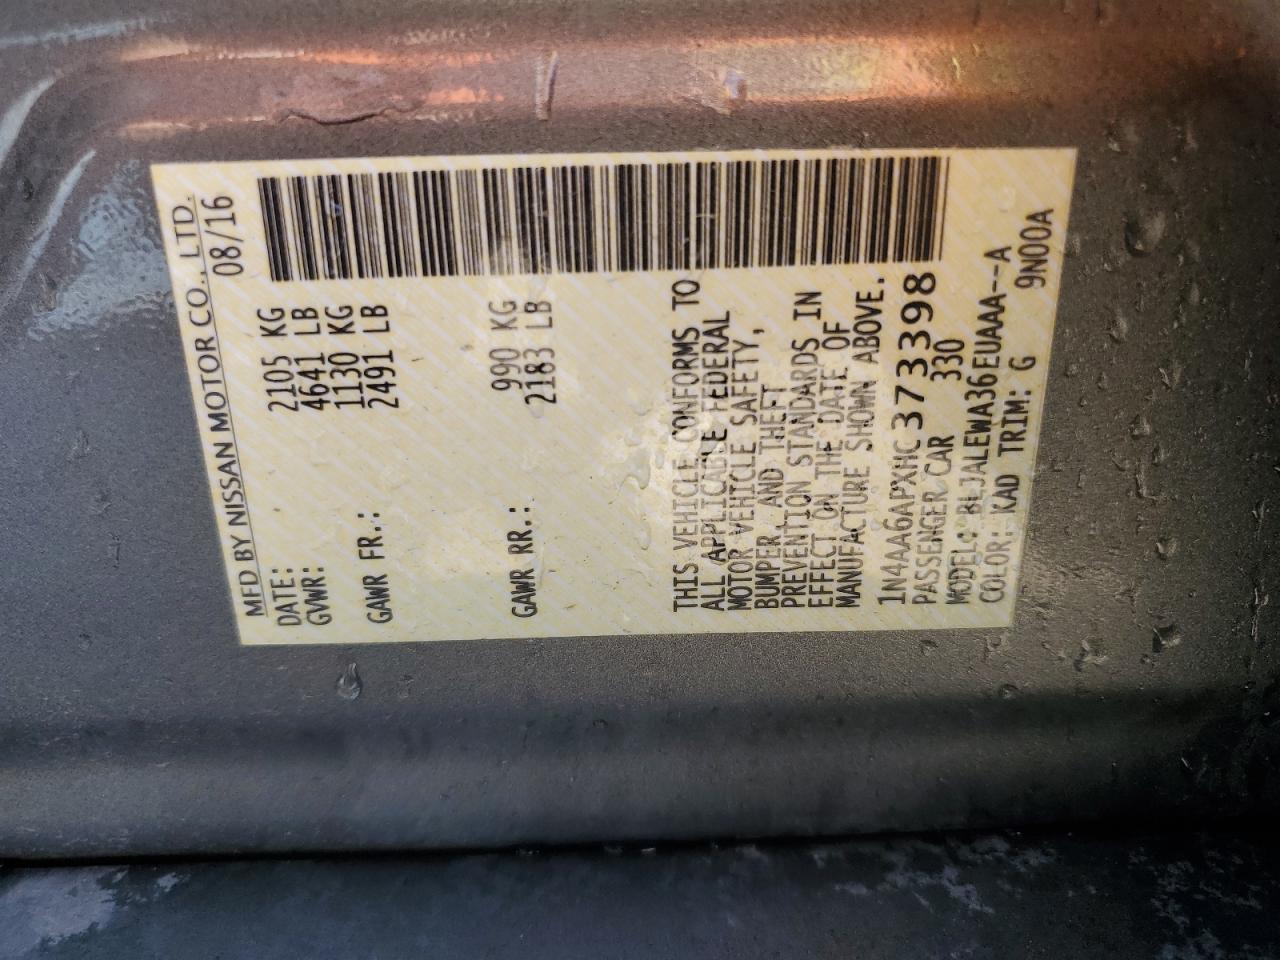 MFD BY NISSAN MOTOR CO., LTD.
DATE: 08/16
GVWR: 2105 KG
4641 LB
GAWR FR.: 1130 KG
2491 LB
GAWR RR.: 990 KG
2183 LB
THIS VEHICLE CONFORMS TO
ALL APPLICABLE FEDERAL
MOTOR VEHICLE SAFETY,
BUMPER, AND THEFT
PREVENTION STANDARDS IN
EFFECT ON THE DATE OF
MANUFACTURE SHOWN ABOVE.
1N4AA6APXHC373398
PASSENGER CAR 330
MODEL: BLJALEWA36EUAAA--A
COLOR: KAD TRIM: G 9N00A